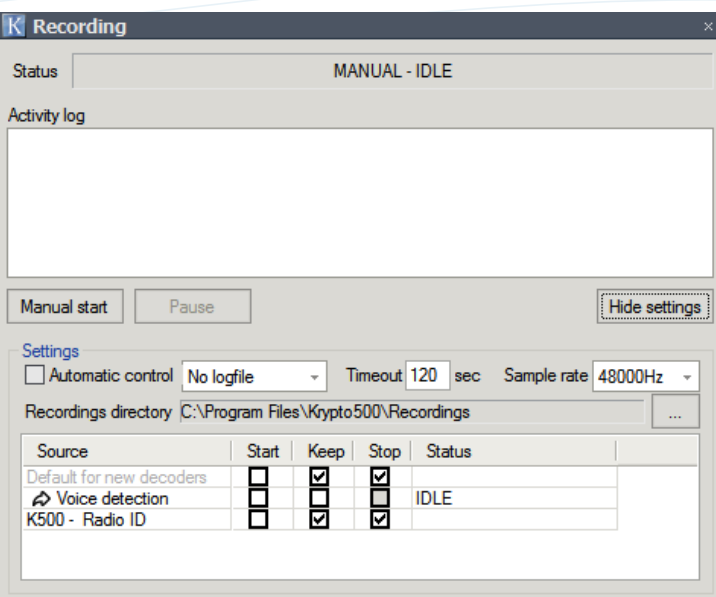 K Recording
Status MANUAL - IDLE
Activity log
Manual start Pause Hide settings
Settings
Automatic control No logfile Timeout 120 sec Sample rate 48000Hz
Recordings directory C:\Program Files\Krypto500\Recordings ...
Source Start Keep Stop Status
Default for new decoders
Voice detection IDLE
K500 - Radio ID